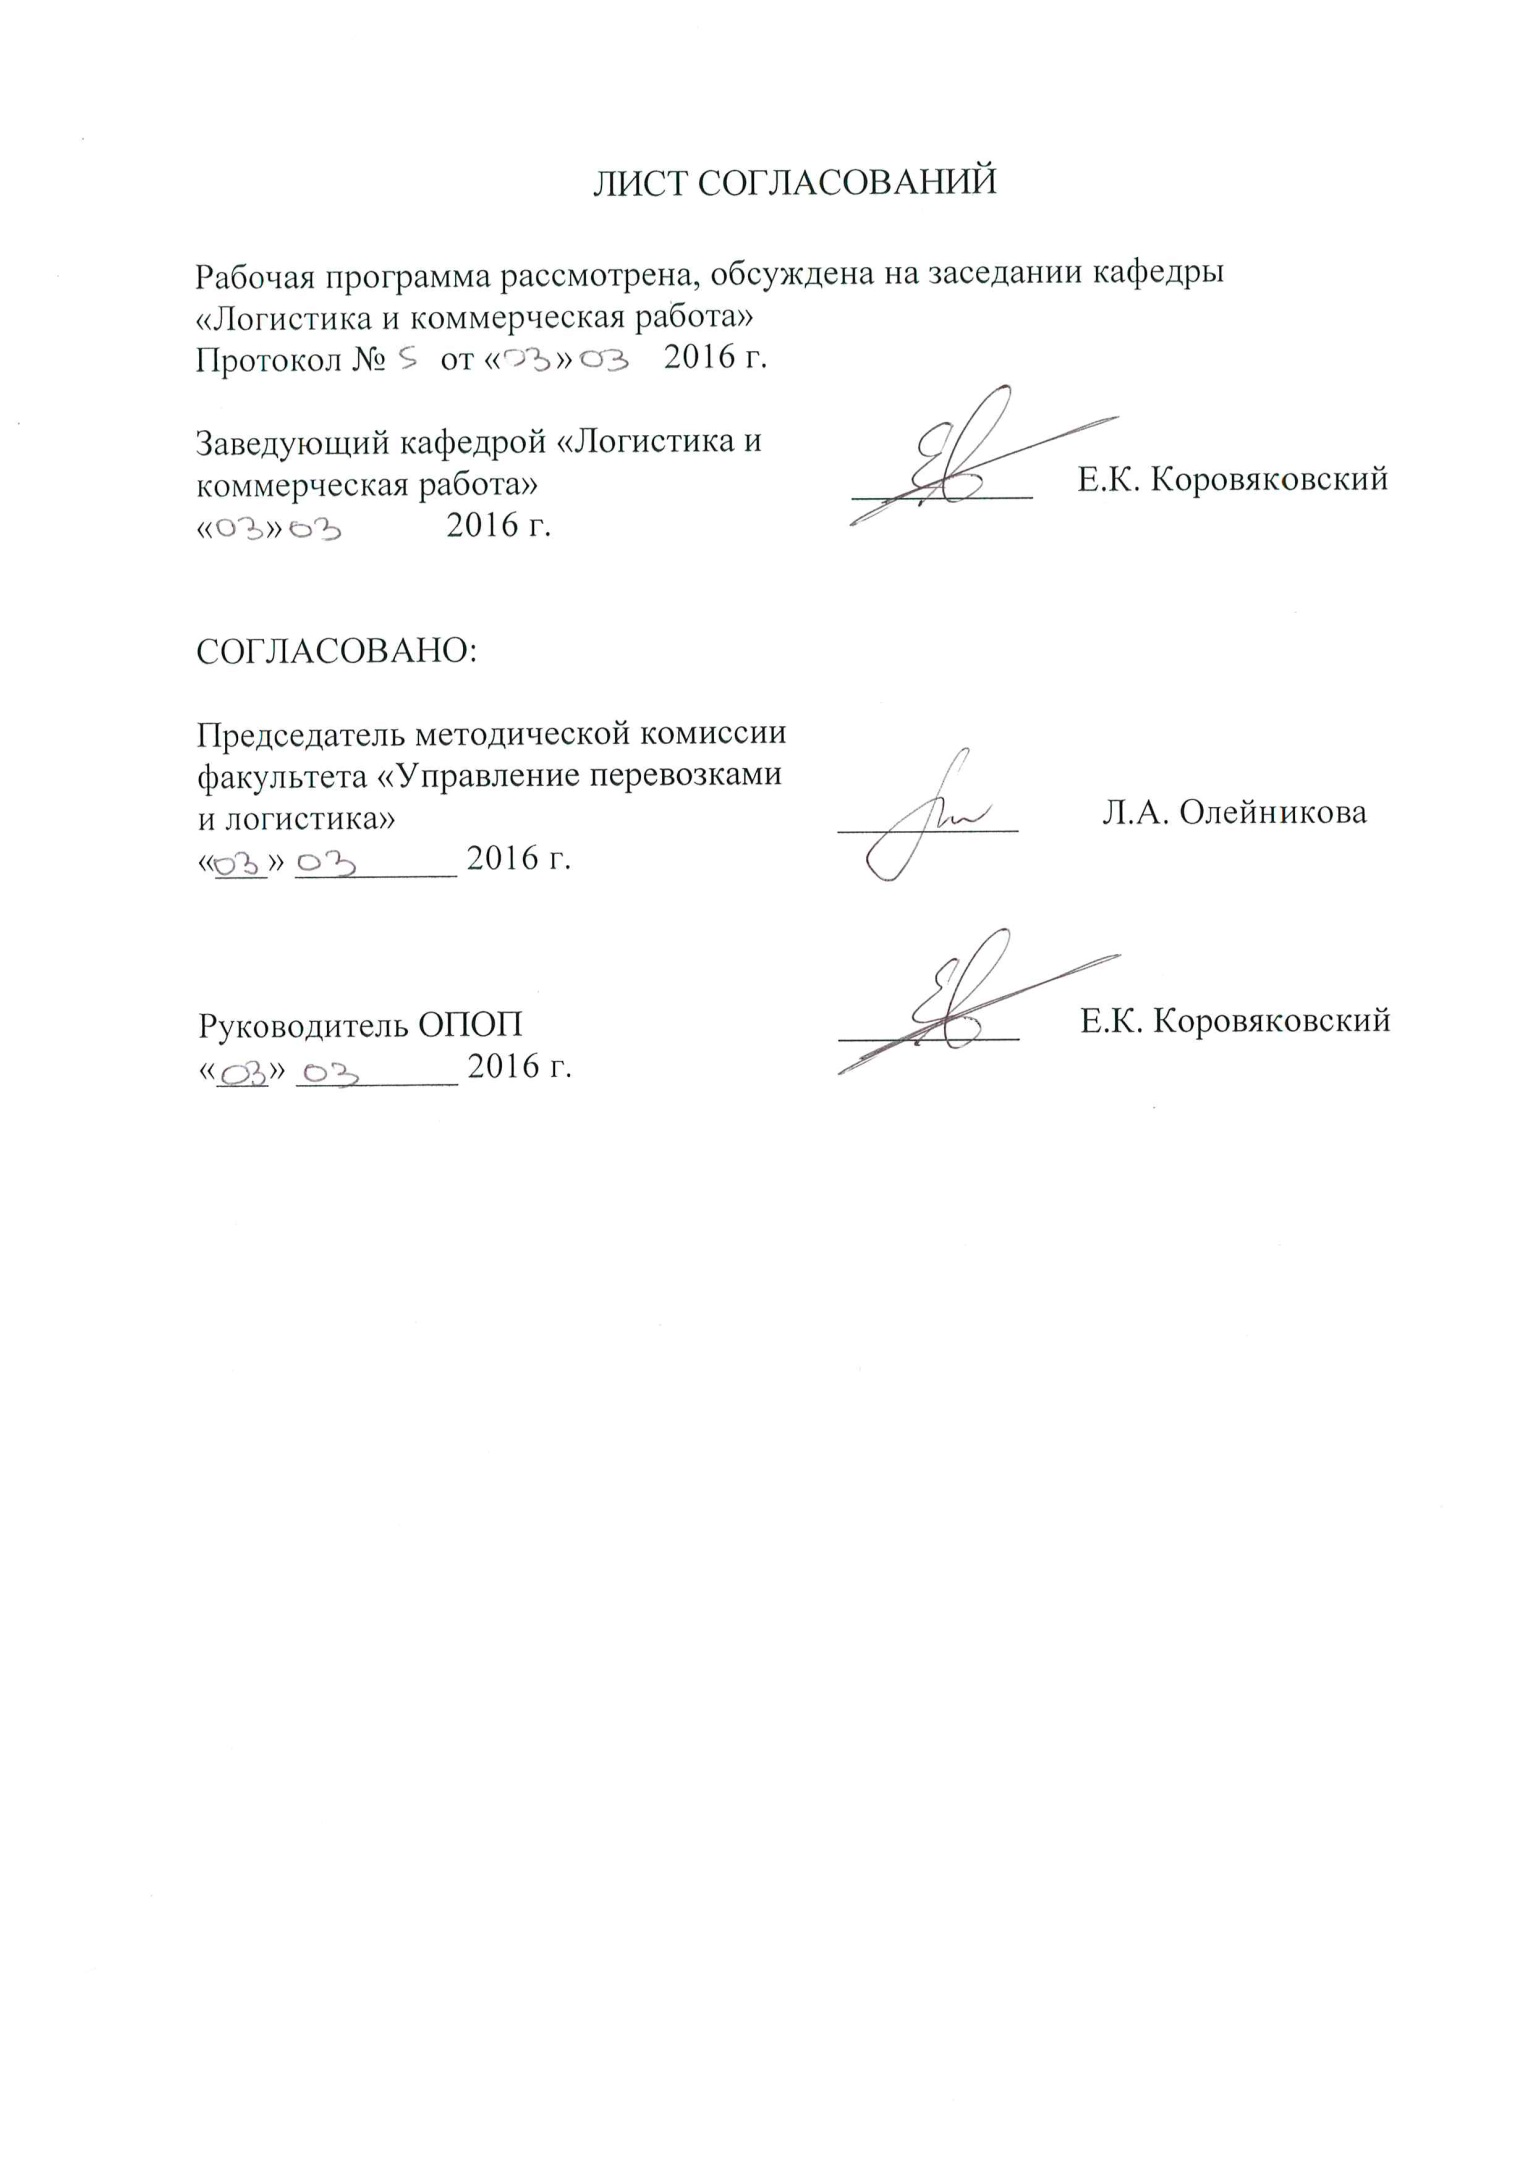 ЛИСТ СОГЛАСОВАНИЙ
Рабочая программа рассмотрена, обсуждена на заседании кафедры
«Логистика и коммерческая работа»
Протокол № 5 от «03» 03 2016 г.
Заведующий кафедрой «Логистика и
коммерческая работа» Е.К. Коровяковский
«03» 03 2016 г.
СОГЛАСОВАНО:
Председатель методической комиссии
факультета «Управление перевозками
и логистика» Л.А. Олейникова
«03» 03 2016 г.
Руководитель ОПОП Е.К. Коровяковский
«03» 03 2016 г.